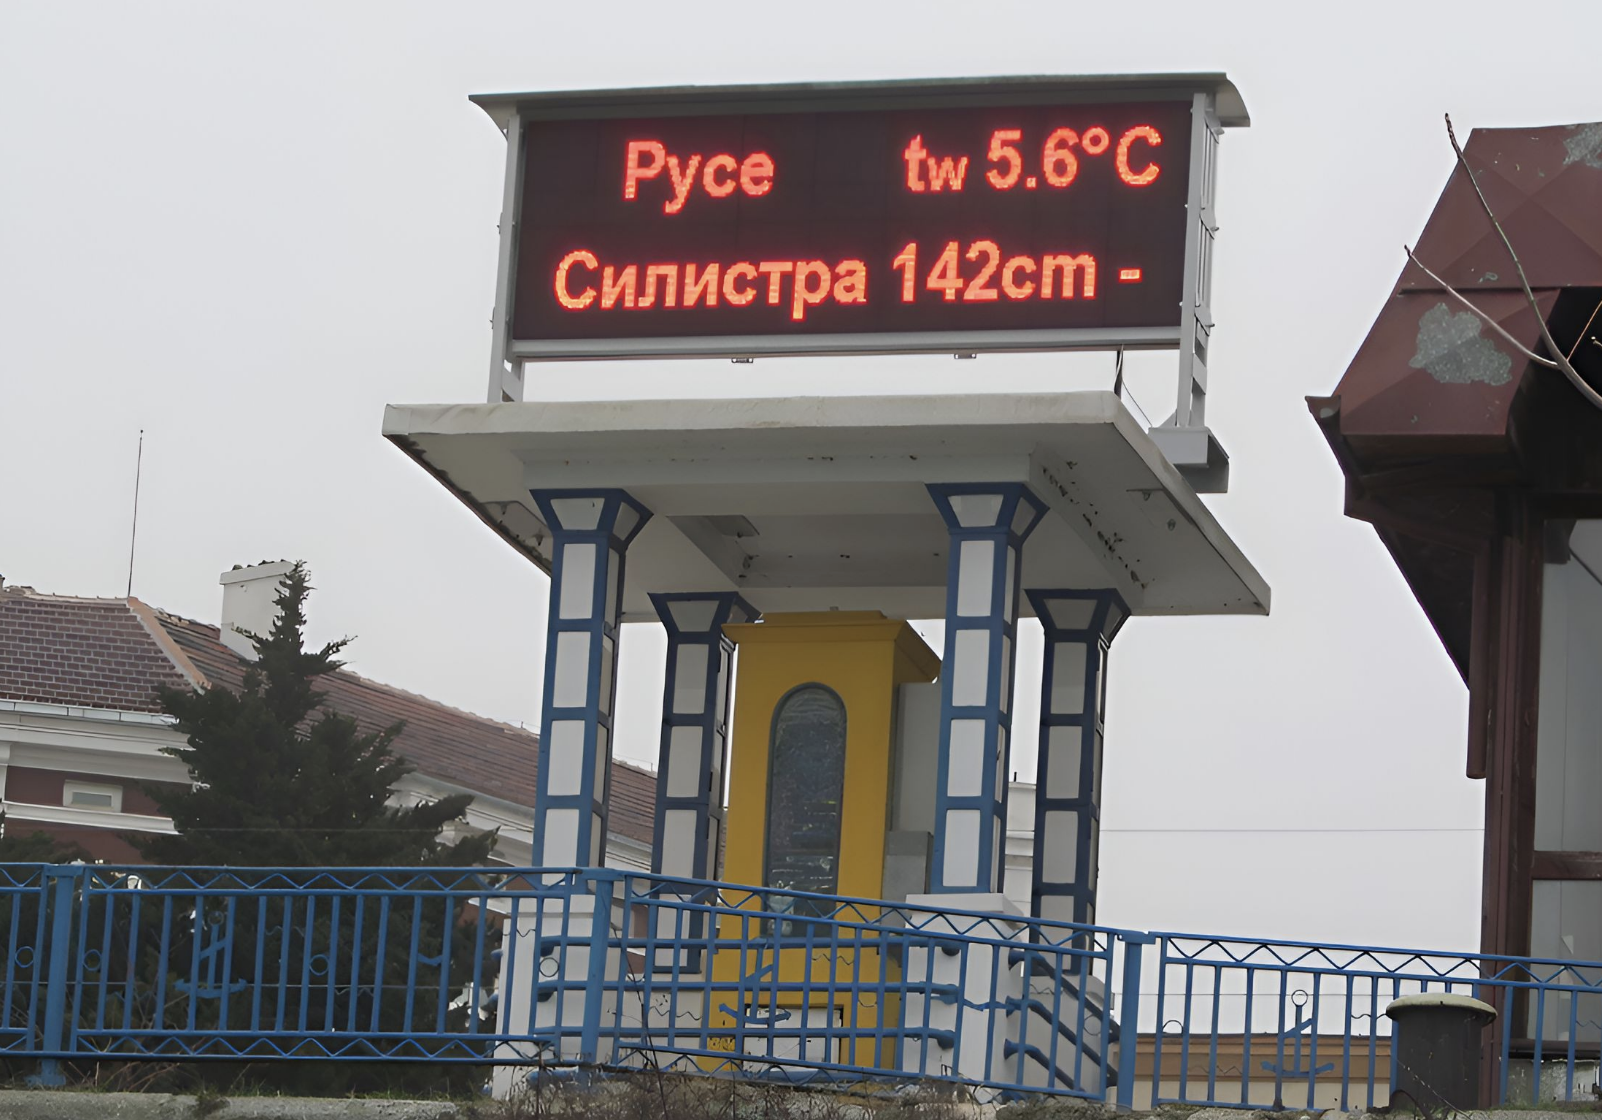 Русе tw 5.6°C
Силистра 142cm -